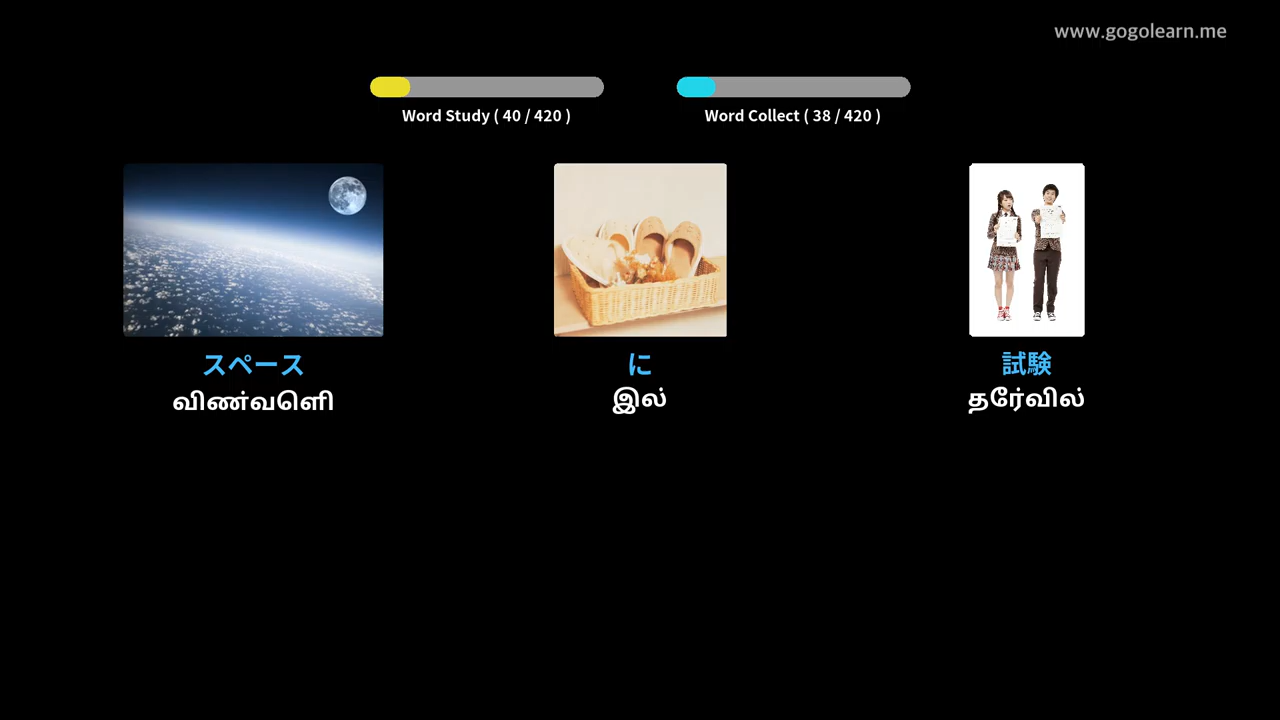 www.gogolearn.me
Word Study ( 40 / 420 )
Word Collect ( 38 / 420 )
スペース
に
試験
விண்வெளி
இல்
தேர்வில்